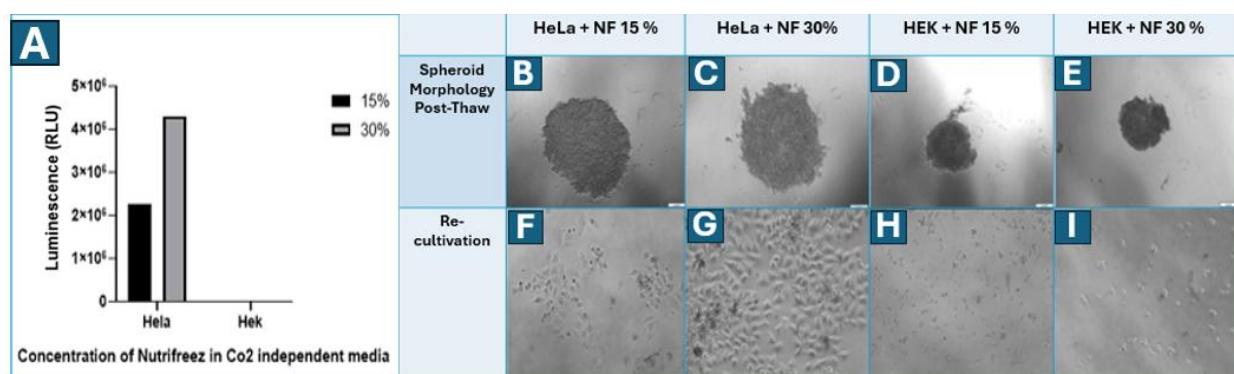 A
5×10⁶
4×10⁶
3×10⁶
2×10⁶
1×10⁶
0
Luminescence (RLU)
15%
30%
Hela
Hek
Concentration of Nutrifreez in Co2 independent media
HeLa + NF 15 %
HeLa + NF 30%
HEK + NF 15 %
HEK + NF 30 %
Spheroid
Morphology
Post-Thaw
B
C
D
E
Re-
cultivation
F
G
H
I